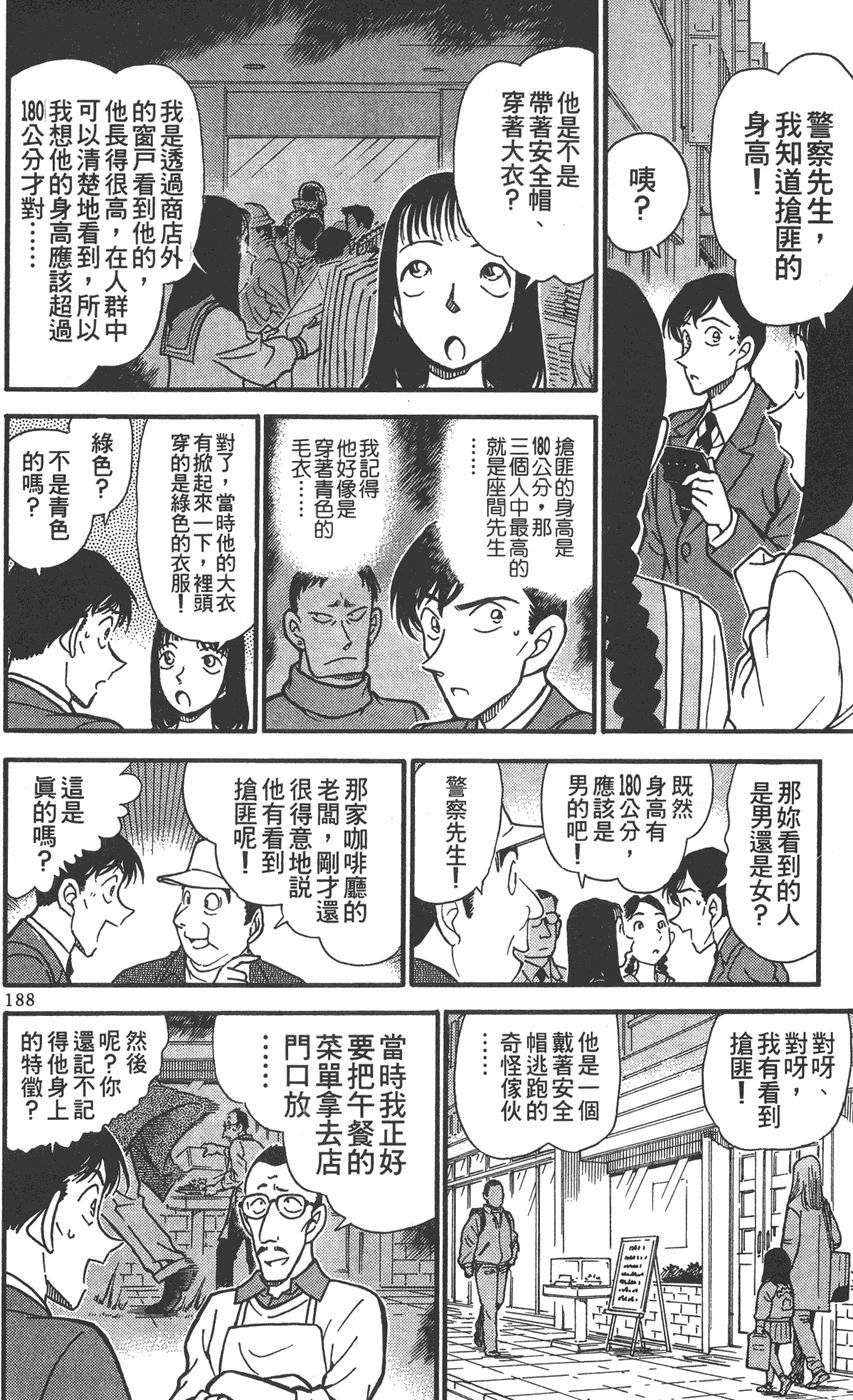 警察先生，
我知道搶匪的
身高！
咦？
他是不是
帶著安全帽、
穿著大衣？
我是透過商店外
的窗戶看到他的，
他長得很高，在人群中
可以清楚地看到，所以
我想他的身高應該超過
180公分才對……
搶匪的身高是
180公分，那
三個人中最高的
就是座間先生
……
我記得
他好像是
穿著青色的
毛衣……
對了，當時他的大衣
有掀起來一下，裡頭
穿的是綠色的衣服！
綠色？
不是青色
的嗎？
那妳看到的人
是男還是女？
既然
身高有
180公分，
應該是
男的吧！
警察先生！
那家咖啡廳的
老闆，剛才還
很得意地說
他有看到
搶匪呢！
這是
眞的嗎？
188
對呀、
對呀，
我有看到
搶匪！
他是一個
戴著安全
帽逃跑的
奇怪傢伙
……
當時我正好
要把午餐的
菜單拿去店
門口放
……
然後
呢？你
還記不記
得他身上
的特徵？